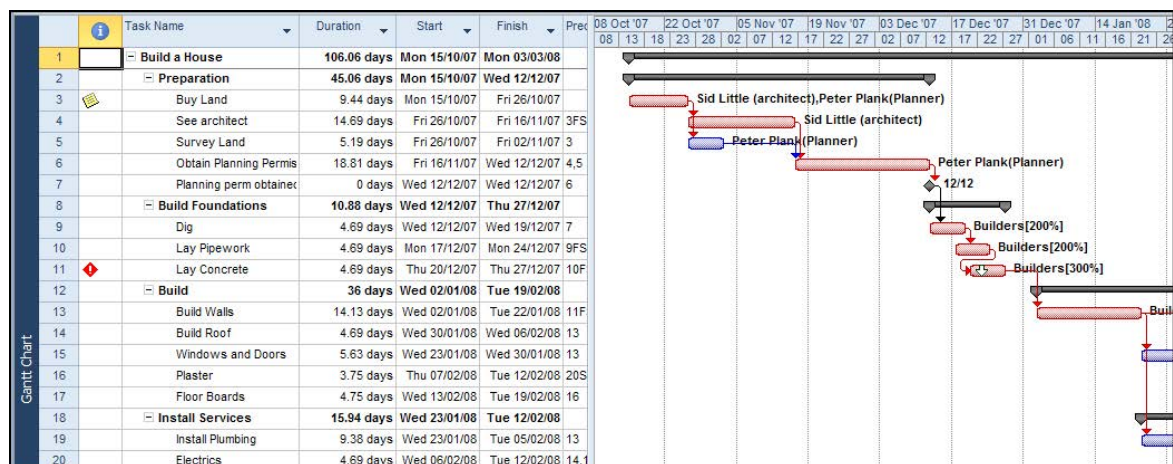 Task Name Duration Start Finish Pred 08 Oct '07 22 Oct '07 05 Nov '07 19 Nov '07 03 Dec '07 17 Dec '07 31 Dec '07 14 Jan '08
08 13 18 23 28 02 07 12 17 22 27 02 07 12 17 22 27 01 06 11 16 21 26
1 Build a House 106.06 days Mon 15/10/07 Mon 03/03/08
2 Preparation 45.06 days Mon 15/10/07 Wed 12/12/07
3 Buy Land 9.44 days Mon 15/10/07 Fri 26/10/07 Sid Little (architect),Peter Plank(Planner)
4 See architect 14.69 days Fri 26/10/07 Fri 16/11/07 3FS Sid Little (architect)
5 Survey Land 5.19 days Fri 26/10/07 Fri 02/11/07 3 Peter Plank(Planner)
6 Obtain Planning Permis 18.81 days Fri 16/11/07 Wed 12/12/07 4,5 Peter Plank(Planner)
7 Planning perm obtained 0 days Wed 12/12/07 Wed 12/12/07 6 12/12
8 Build Foundations 10.88 days Wed 12/12/07 Thu 27/12/07
9 Dig 4.69 days Wed 12/12/07 Wed 19/12/07 7 Builders[200%]
10 Lay Pipework 4.69 days Mon 17/12/07 Mon 24/12/07 9FS Builders[200%]
11 Lay Concrete 4.69 days Thu 20/12/07 Thu 27/12/07 10F Builders[300%]
12 Build 36 days Wed 02/01/08 Tue 19/02/08
13 Build Walls 14.13 days Wed 02/01/08 Tue 22/01/08 11F Buil
14 Build Roof 4.69 days Wed 30/01/08 Wed 06/02/08 13
15 Windows and Doors 5.63 days Wed 23/01/08 Wed 30/01/08 13
16 Plaster 3.75 days Thu 07/02/08 Tue 12/02/08 20S
17 Floor Boards 4.75 days Wed 13/02/08 Tue 19/02/08 16
18 Install Services 15.94 days Wed 23/01/08 Tue 12/02/08
19 Install Plumbing 9.38 days Wed 23/01/08 Tue 05/02/08 13
20 Electrics 4.69 days Wed 06/02/08 Tue 12/02/08 14,1
Gantt Chart